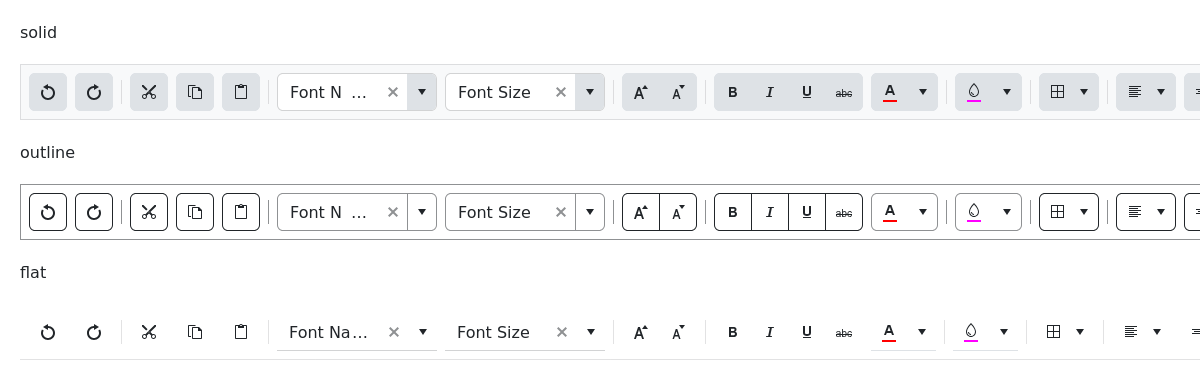 solid
Font N ... Font Size A A B I U abc A
outline
Font N ... Font Size A A B I U abc A
flat
Font Na... Font Size A A B I U abc A